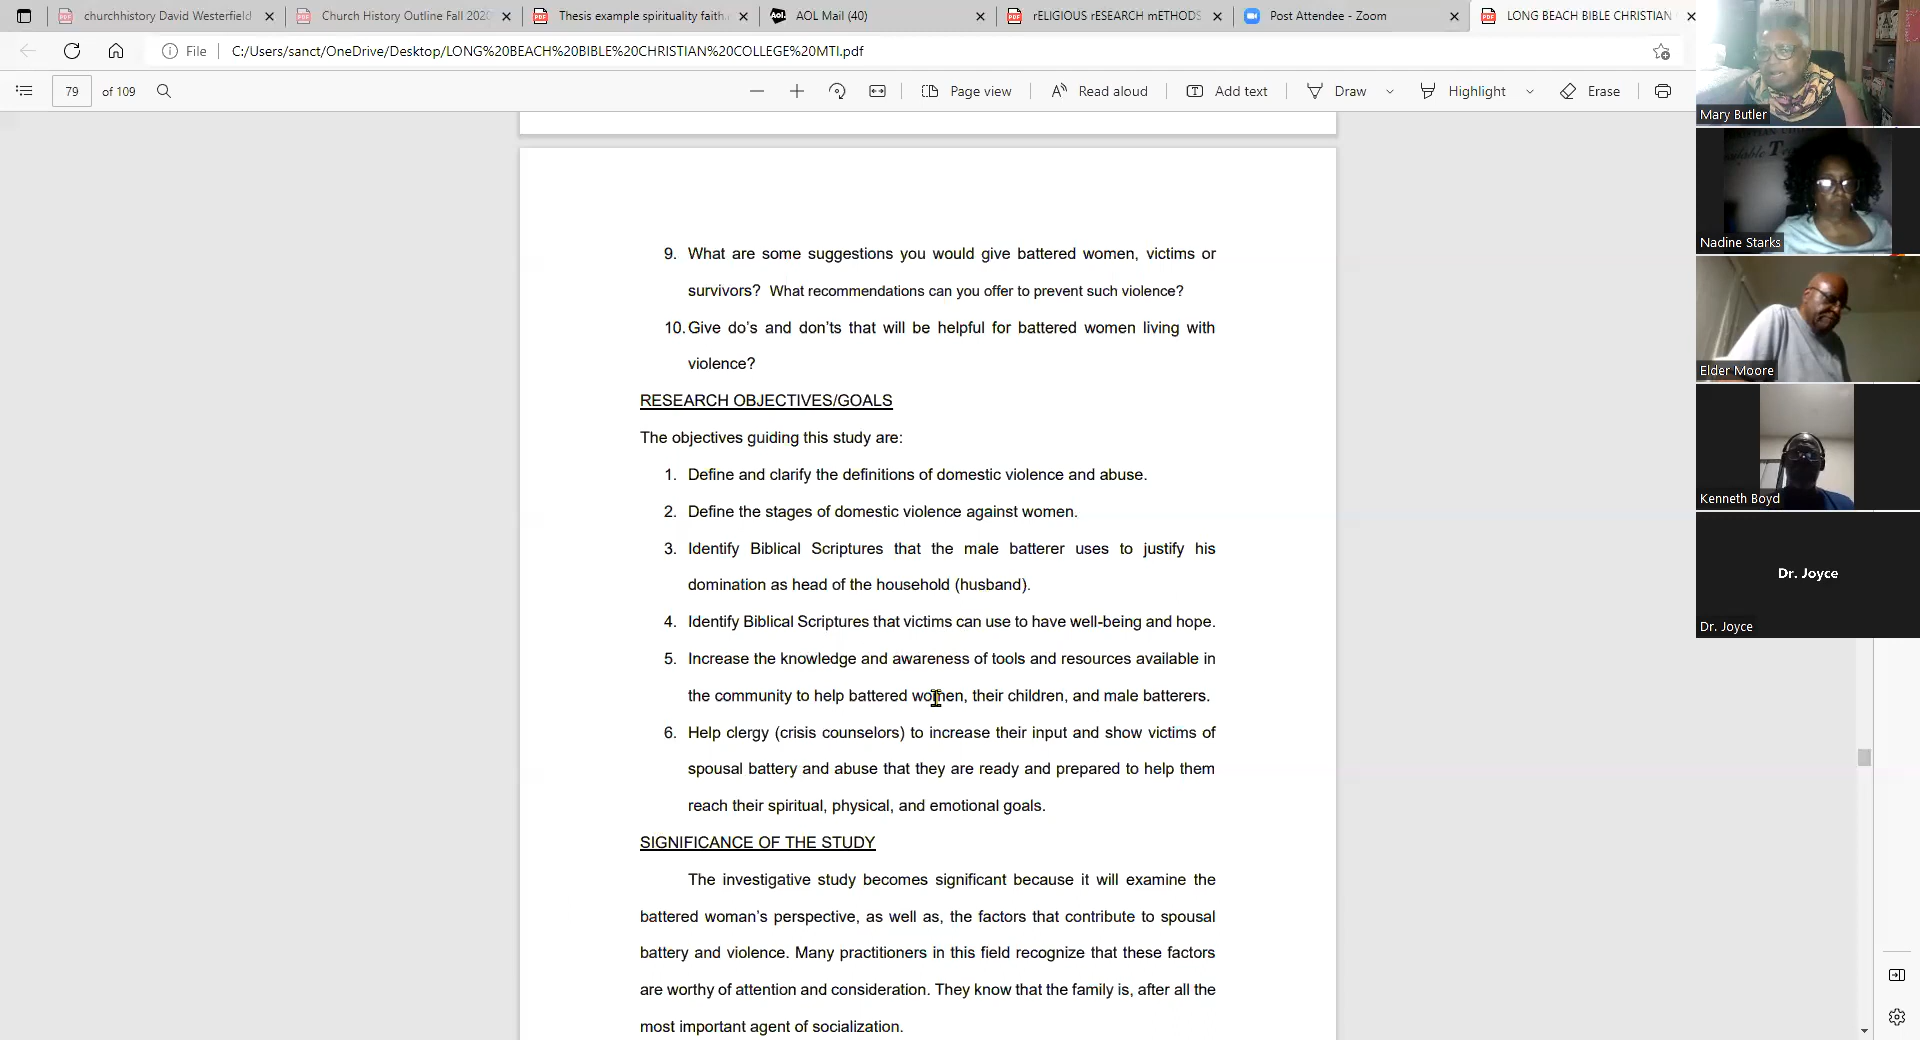 churchhistory David Westerfield
Church History Outline Fall 2020
Thesis example spirituality faith
AOL Mail (40)
rELIGIOUS rESEARCH mETHODS
Post Attendee - Zoom
LONG BEACH BIBLE CHRISTIAN
File C:/Users/sanct/OneDrive/Desktop/LONG%20BEACH%20BIBLE%20CHRISTIAN%20COLLEGE%20MTI.pdf
79 of 109 Page view Read aloud Add text Draw Highlight Erase
9. What are some suggestions you would give battered women, victims or
survivors? What recommendations can you offer to prevent such violence?
10. Give do’s and don’ts that will be helpful for battered women living with
violence?
RESEARCH OBJECTIVES/GOALS
The objectives guiding this study are:
1. Define and clarify the definitions of domestic violence and abuse.
2. Define the stages of domestic violence against women.
3. Identify Biblical Scriptures that the male batterer uses to justify his
domination as head of the household (husband).
4. Identify Biblical Scriptures that victims can use to have well-being and hope.
5. Increase the knowledge and awareness of tools and resources available in
the community to help battered women, their children, and male batterers.
6. Help clergy (crisis counselors) to increase their input and show victims of
spousal battery and abuse that they are ready and prepared to help them
reach their spiritual, physical, and emotional goals.
SIGNIFICANCE OF THE STUDY
The investigative study becomes significant because it will examine the
battered woman’s perspective, as well as, the factors that contribute to spousal
battery and violence. Many practitioners in this field recognize that these factors
are worthy of attention and consideration. They know that the family is, after all the
most important agent of socialization.
Mary Butler
Nadine Starks
Elder Moore
Kenneth Boyd
Dr. Joyce
Dr. Joyce